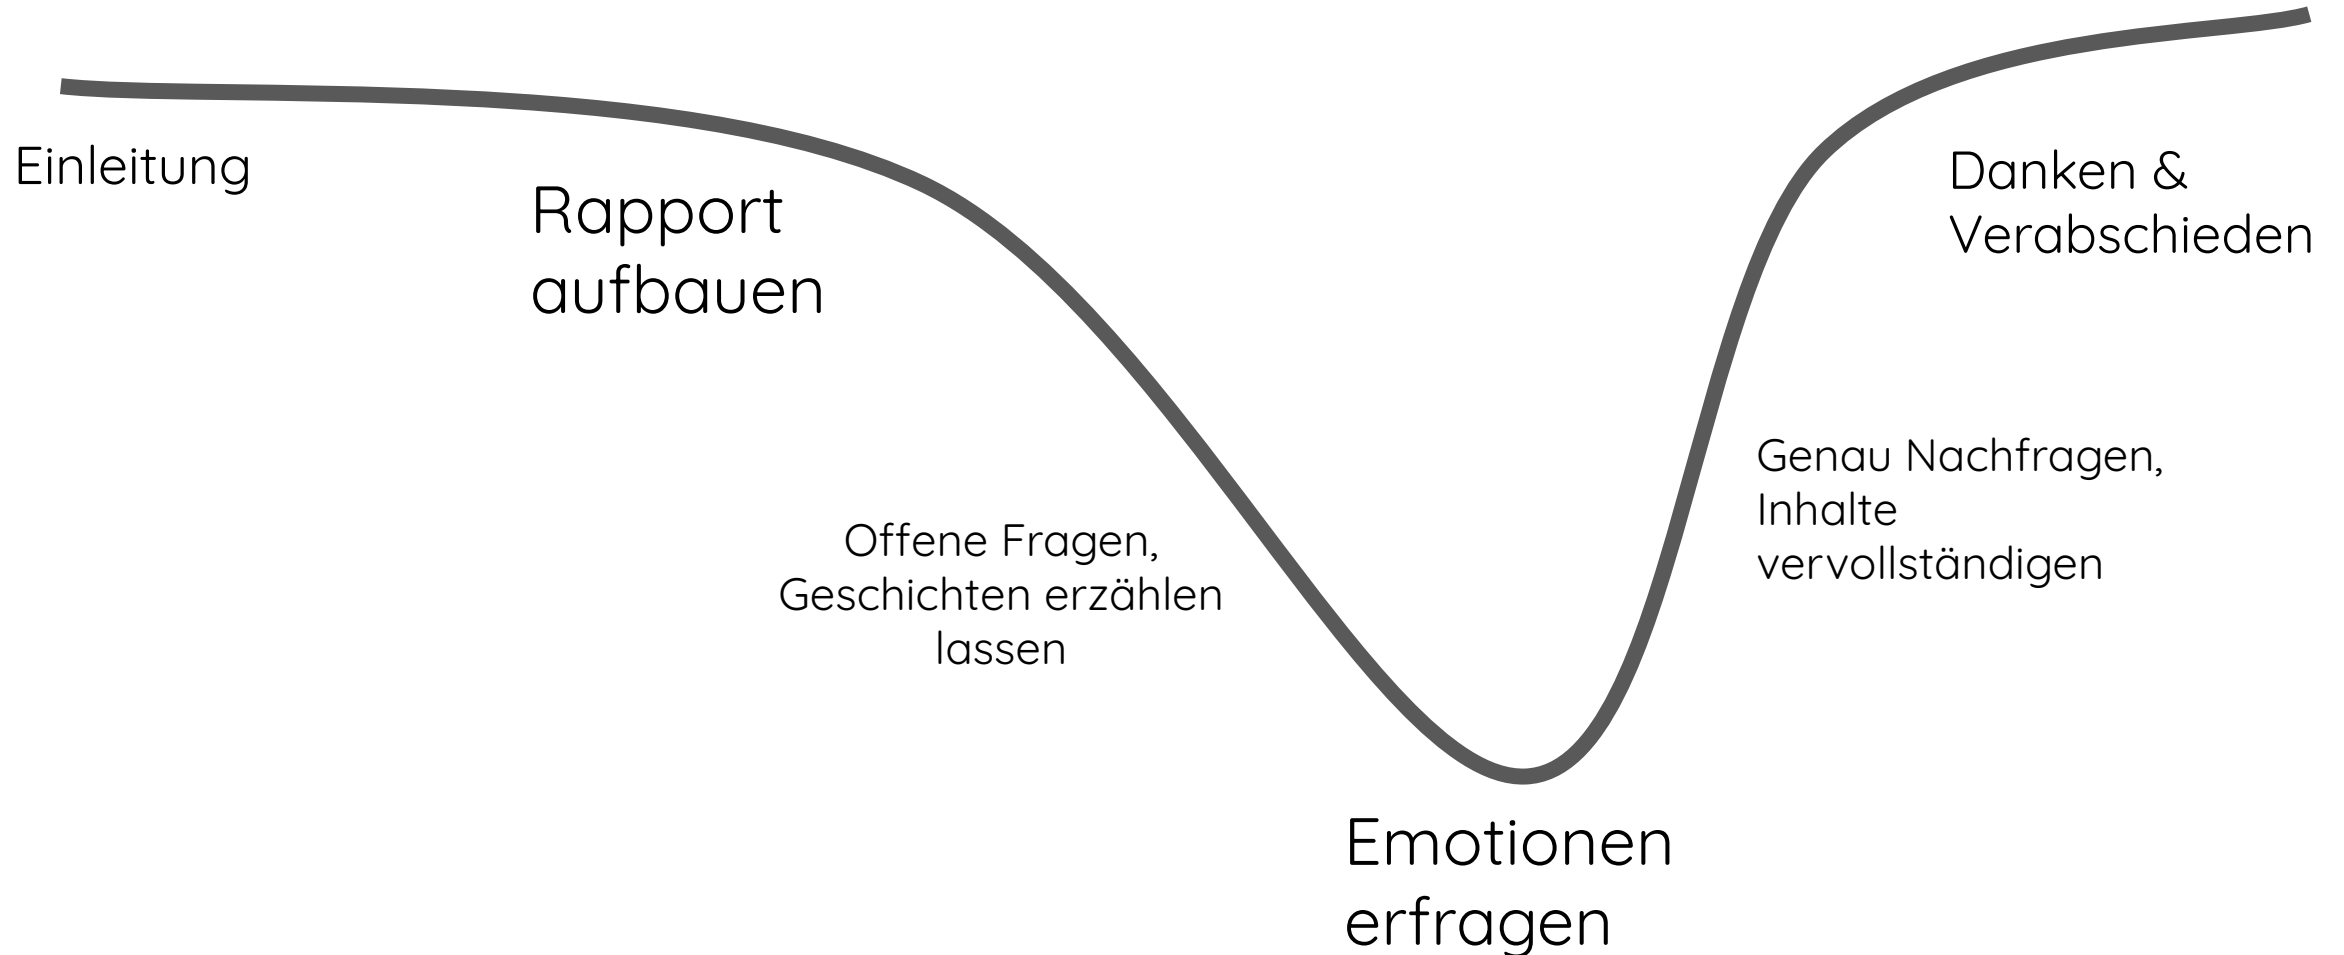 Einleitung
Rapport
aufbauen
Offene Fragen,
Geschichten erzählen
lassen
Emotionen
erfragen
Genau Nachfragen,
Inhalte
vervollständigen
Danken &
Verabschieden